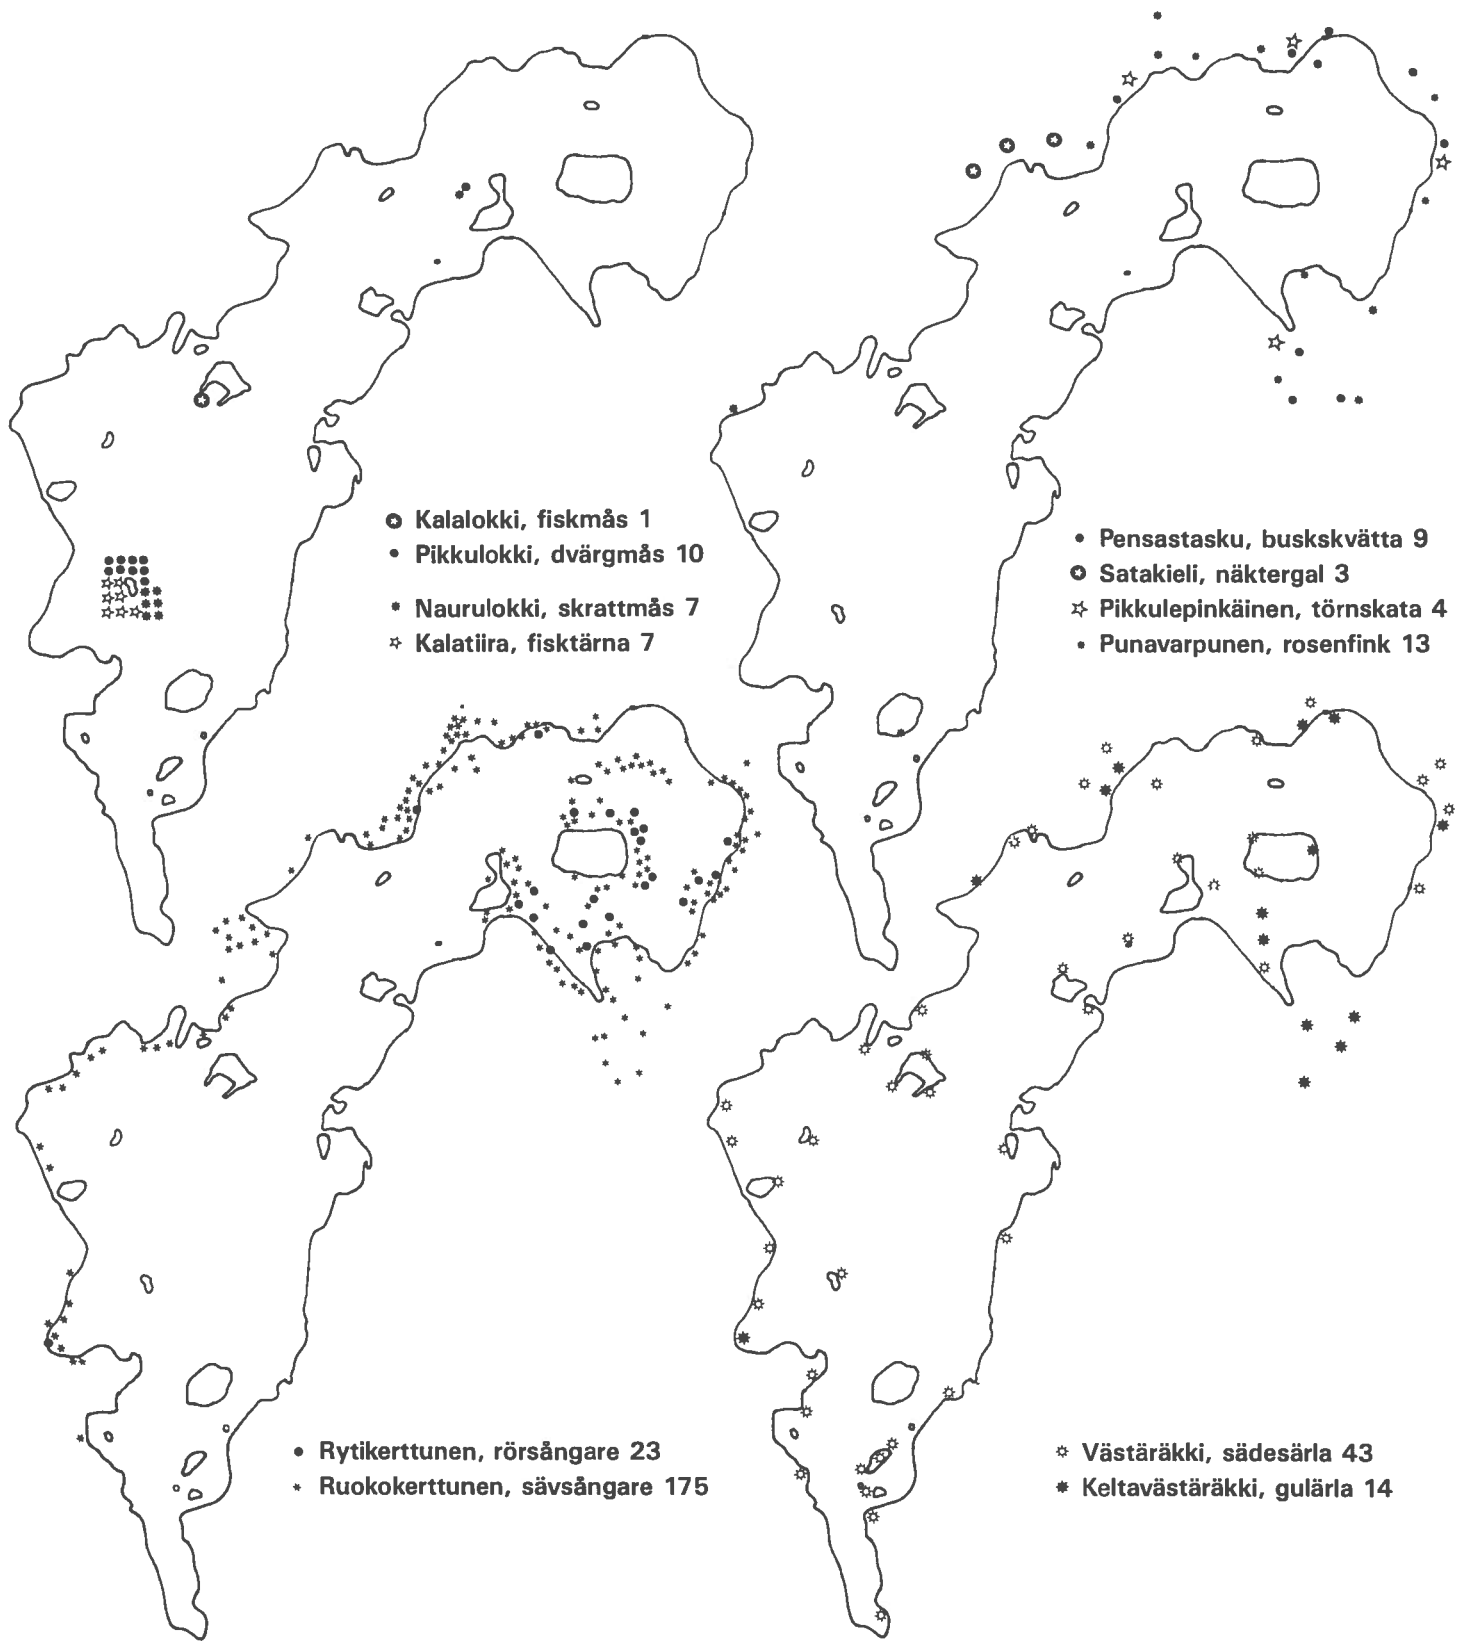 Kalalokki, fiskmås 1
Pikkulokki, dvärgmås 10
Naurulokki, skrattmås 7
Kalatiira, fisktärna 7
Pensastasku, buskskvätta 9
Satakieli, näktergal 3
Pikkulepinkäinen, törnskata 4
Punavarpunen, rosenfink 13
Rytikerttunen, rörsångare 23
Ruokokerttunen, sävsångare 175
Västäräkki, sädesärla 43
Keltavästäräkki, gulärla 14